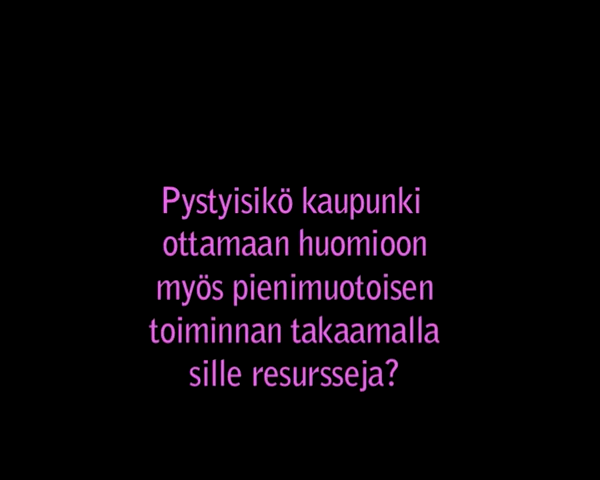 Pystyisikö kaupunki
ottamaan huomioon
myös pienimuotoisen
toiminnan takaamalla
sille resursseja?